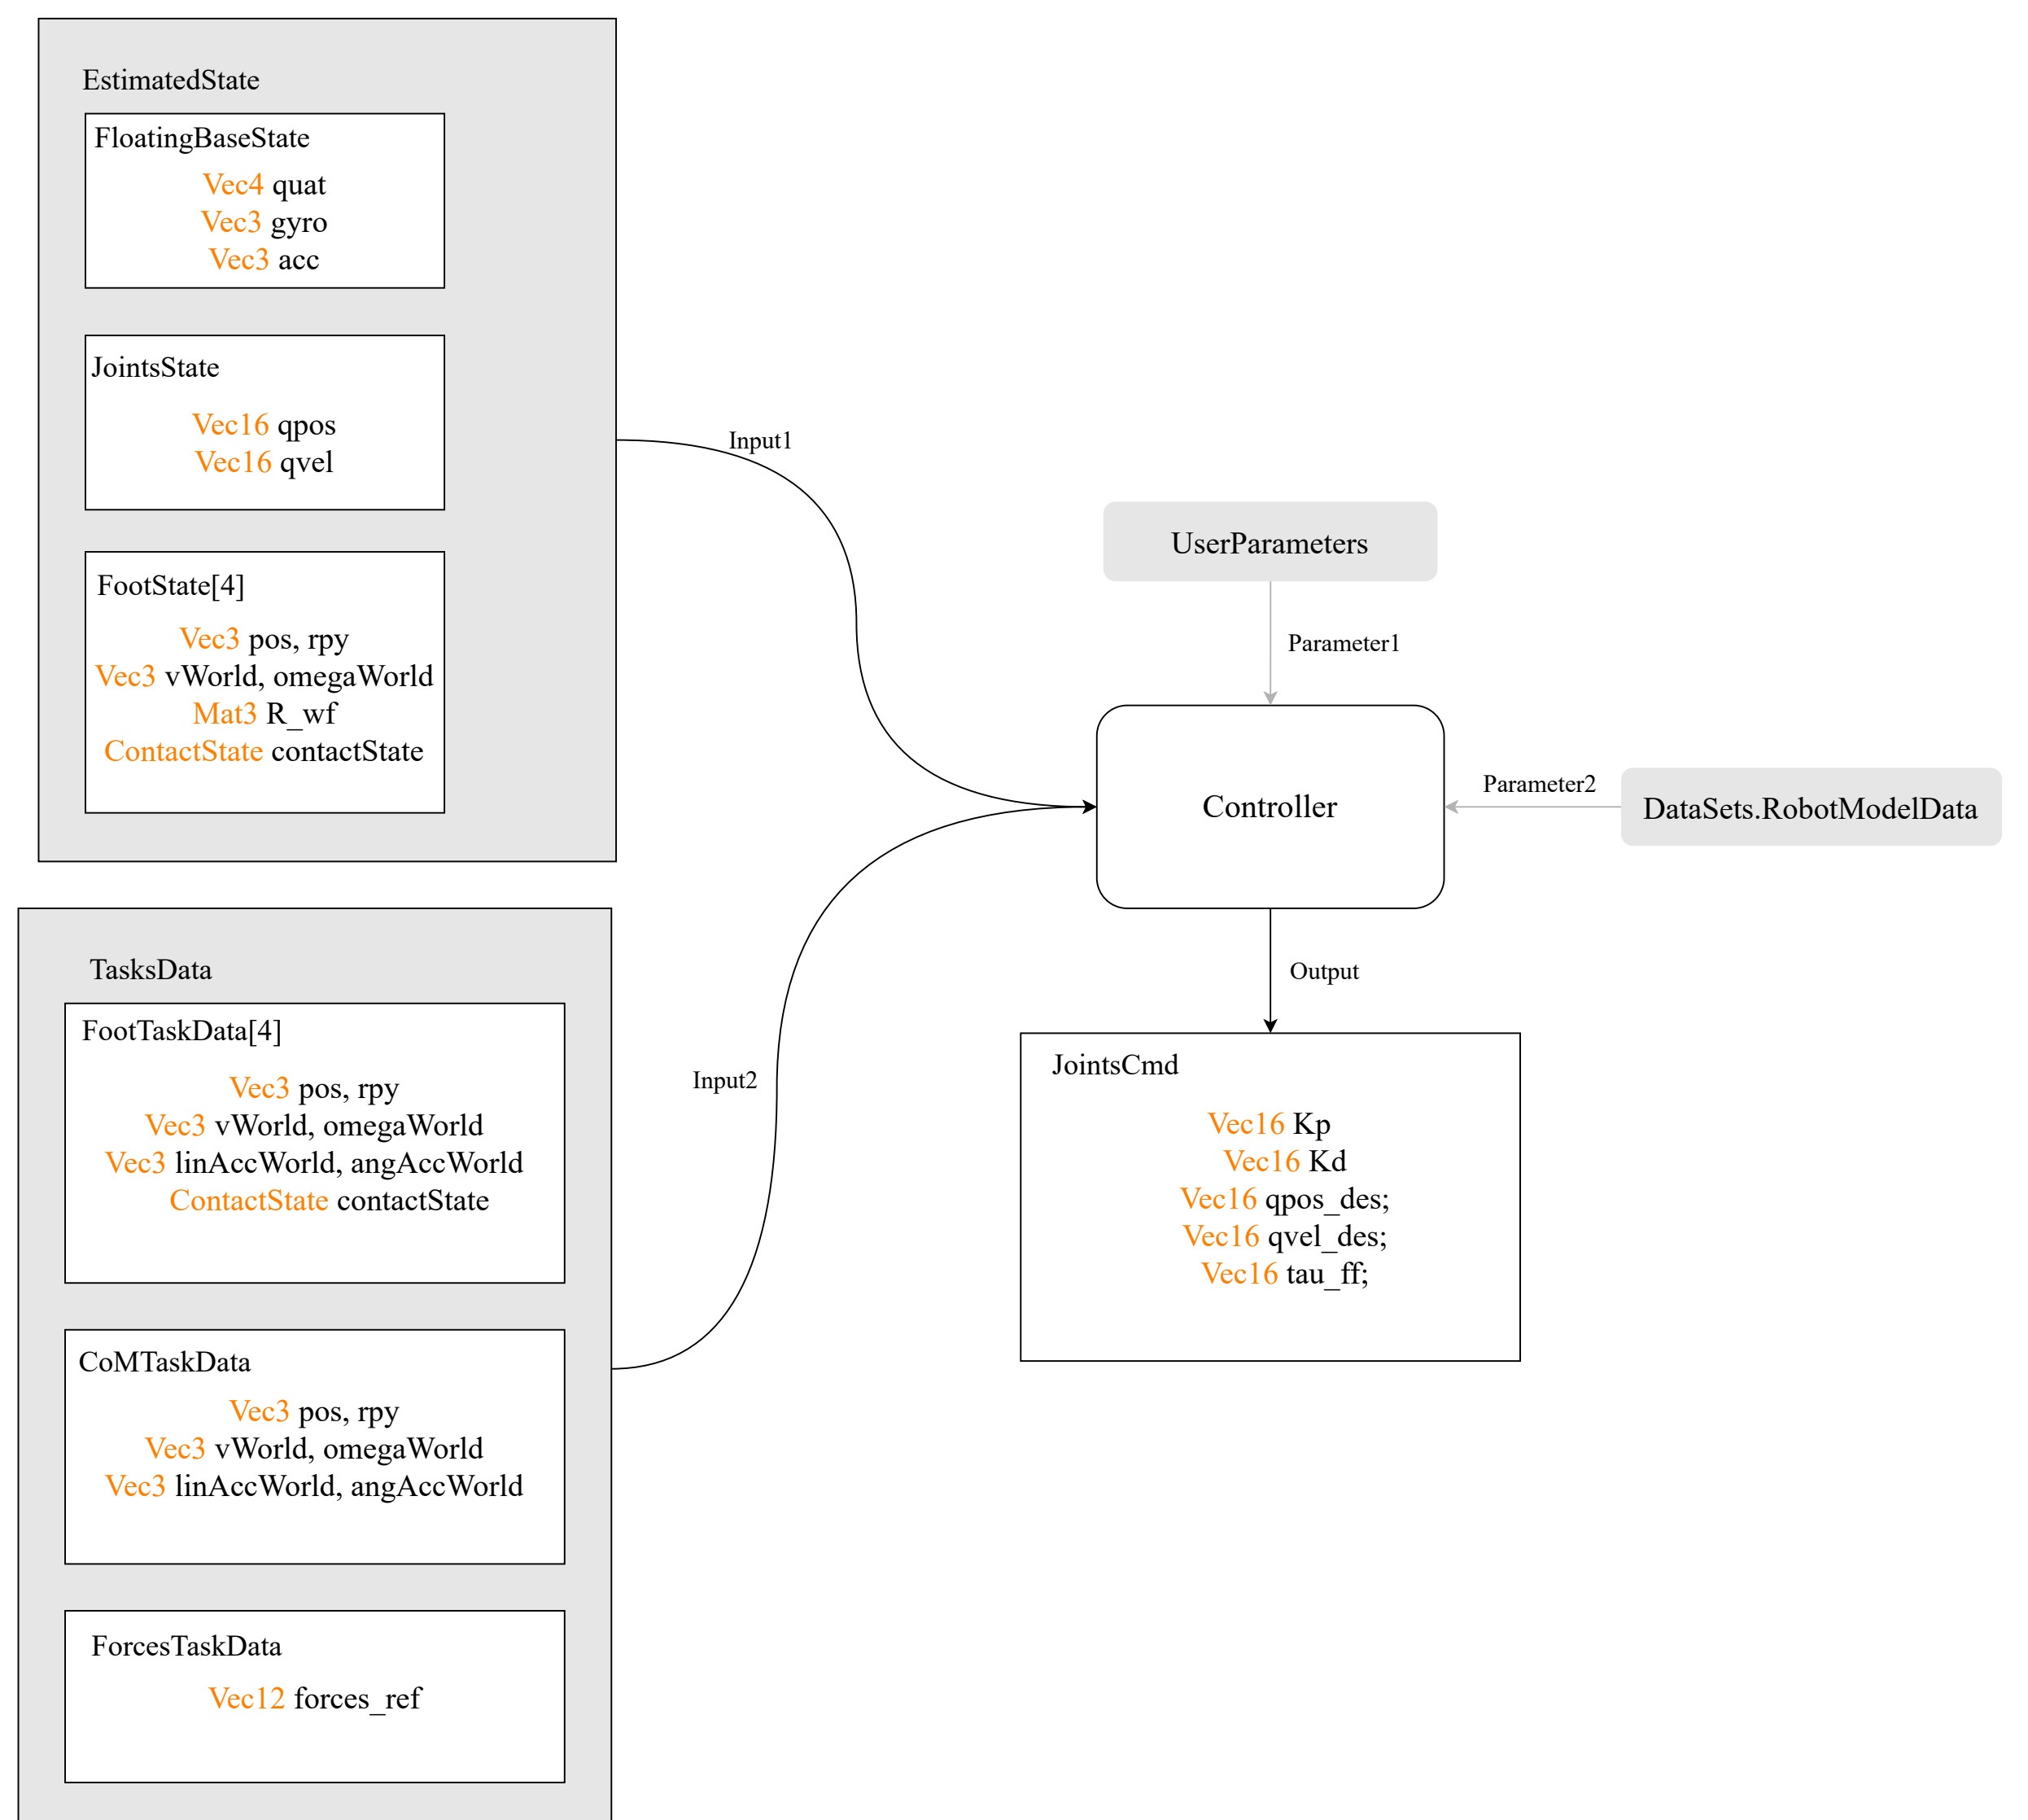 EstimatedState
FloatingBaseState
Vec4 quat
Vec3 gyro
Vec3 acc
JointsState
Vec16 qpos
Vec16 qvel
FootState[4]
Vec3 pos, rpy
Vec3 vWorld, omegaWorld
Mat3 R_wf
ContactState contactState
Input1
UserParameters
Parameter1
Controller
Parameter2
DataSets.RobotModelData
Output
JointsCmd
Vec16 Kp
Vec16 Kd
Vec16 qpos_des;
Vec16 qvel_des;
Vec16 tau_ff;
TasksData
FootTaskData[4]
Vec3 pos, rpy
Vec3 vWorld, omegaWorld
Vec3 linAccWorld, angAccWorld
ContactState contactState
Input2
CoMTaskData
Vec3 pos, rpy
Vec3 vWorld, omegaWorld
Vec3 linAccWorld, angAccWorld
ForcesTaskData
Vec12 forces_ref